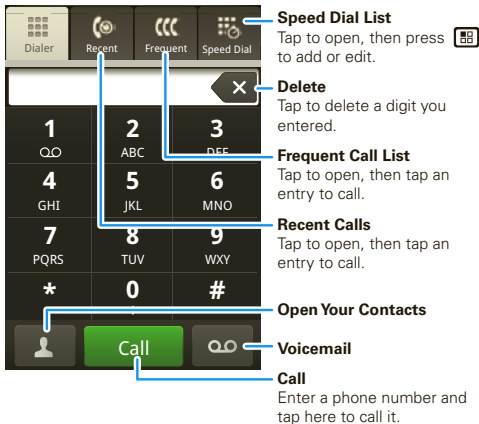 Dialer
Recent
Frequent
Speed Dial
1
2
ABC
3
DEF
4
GHI
5
JKL
6
MNO
7
PQRS
8
TUV
9
WXY
*
0
#
Call
Speed Dial List
Tap to open, then press
to add or edit.
Delete
Tap to delete a digit you
entered.
Frequent Call List
Tap to open, then tap an
entry to call.
Recent Calls
Tap to open, then tap an
entry to call.
Open Your Contacts
Voicemail
Call
Enter a phone number and
tap here to call it.